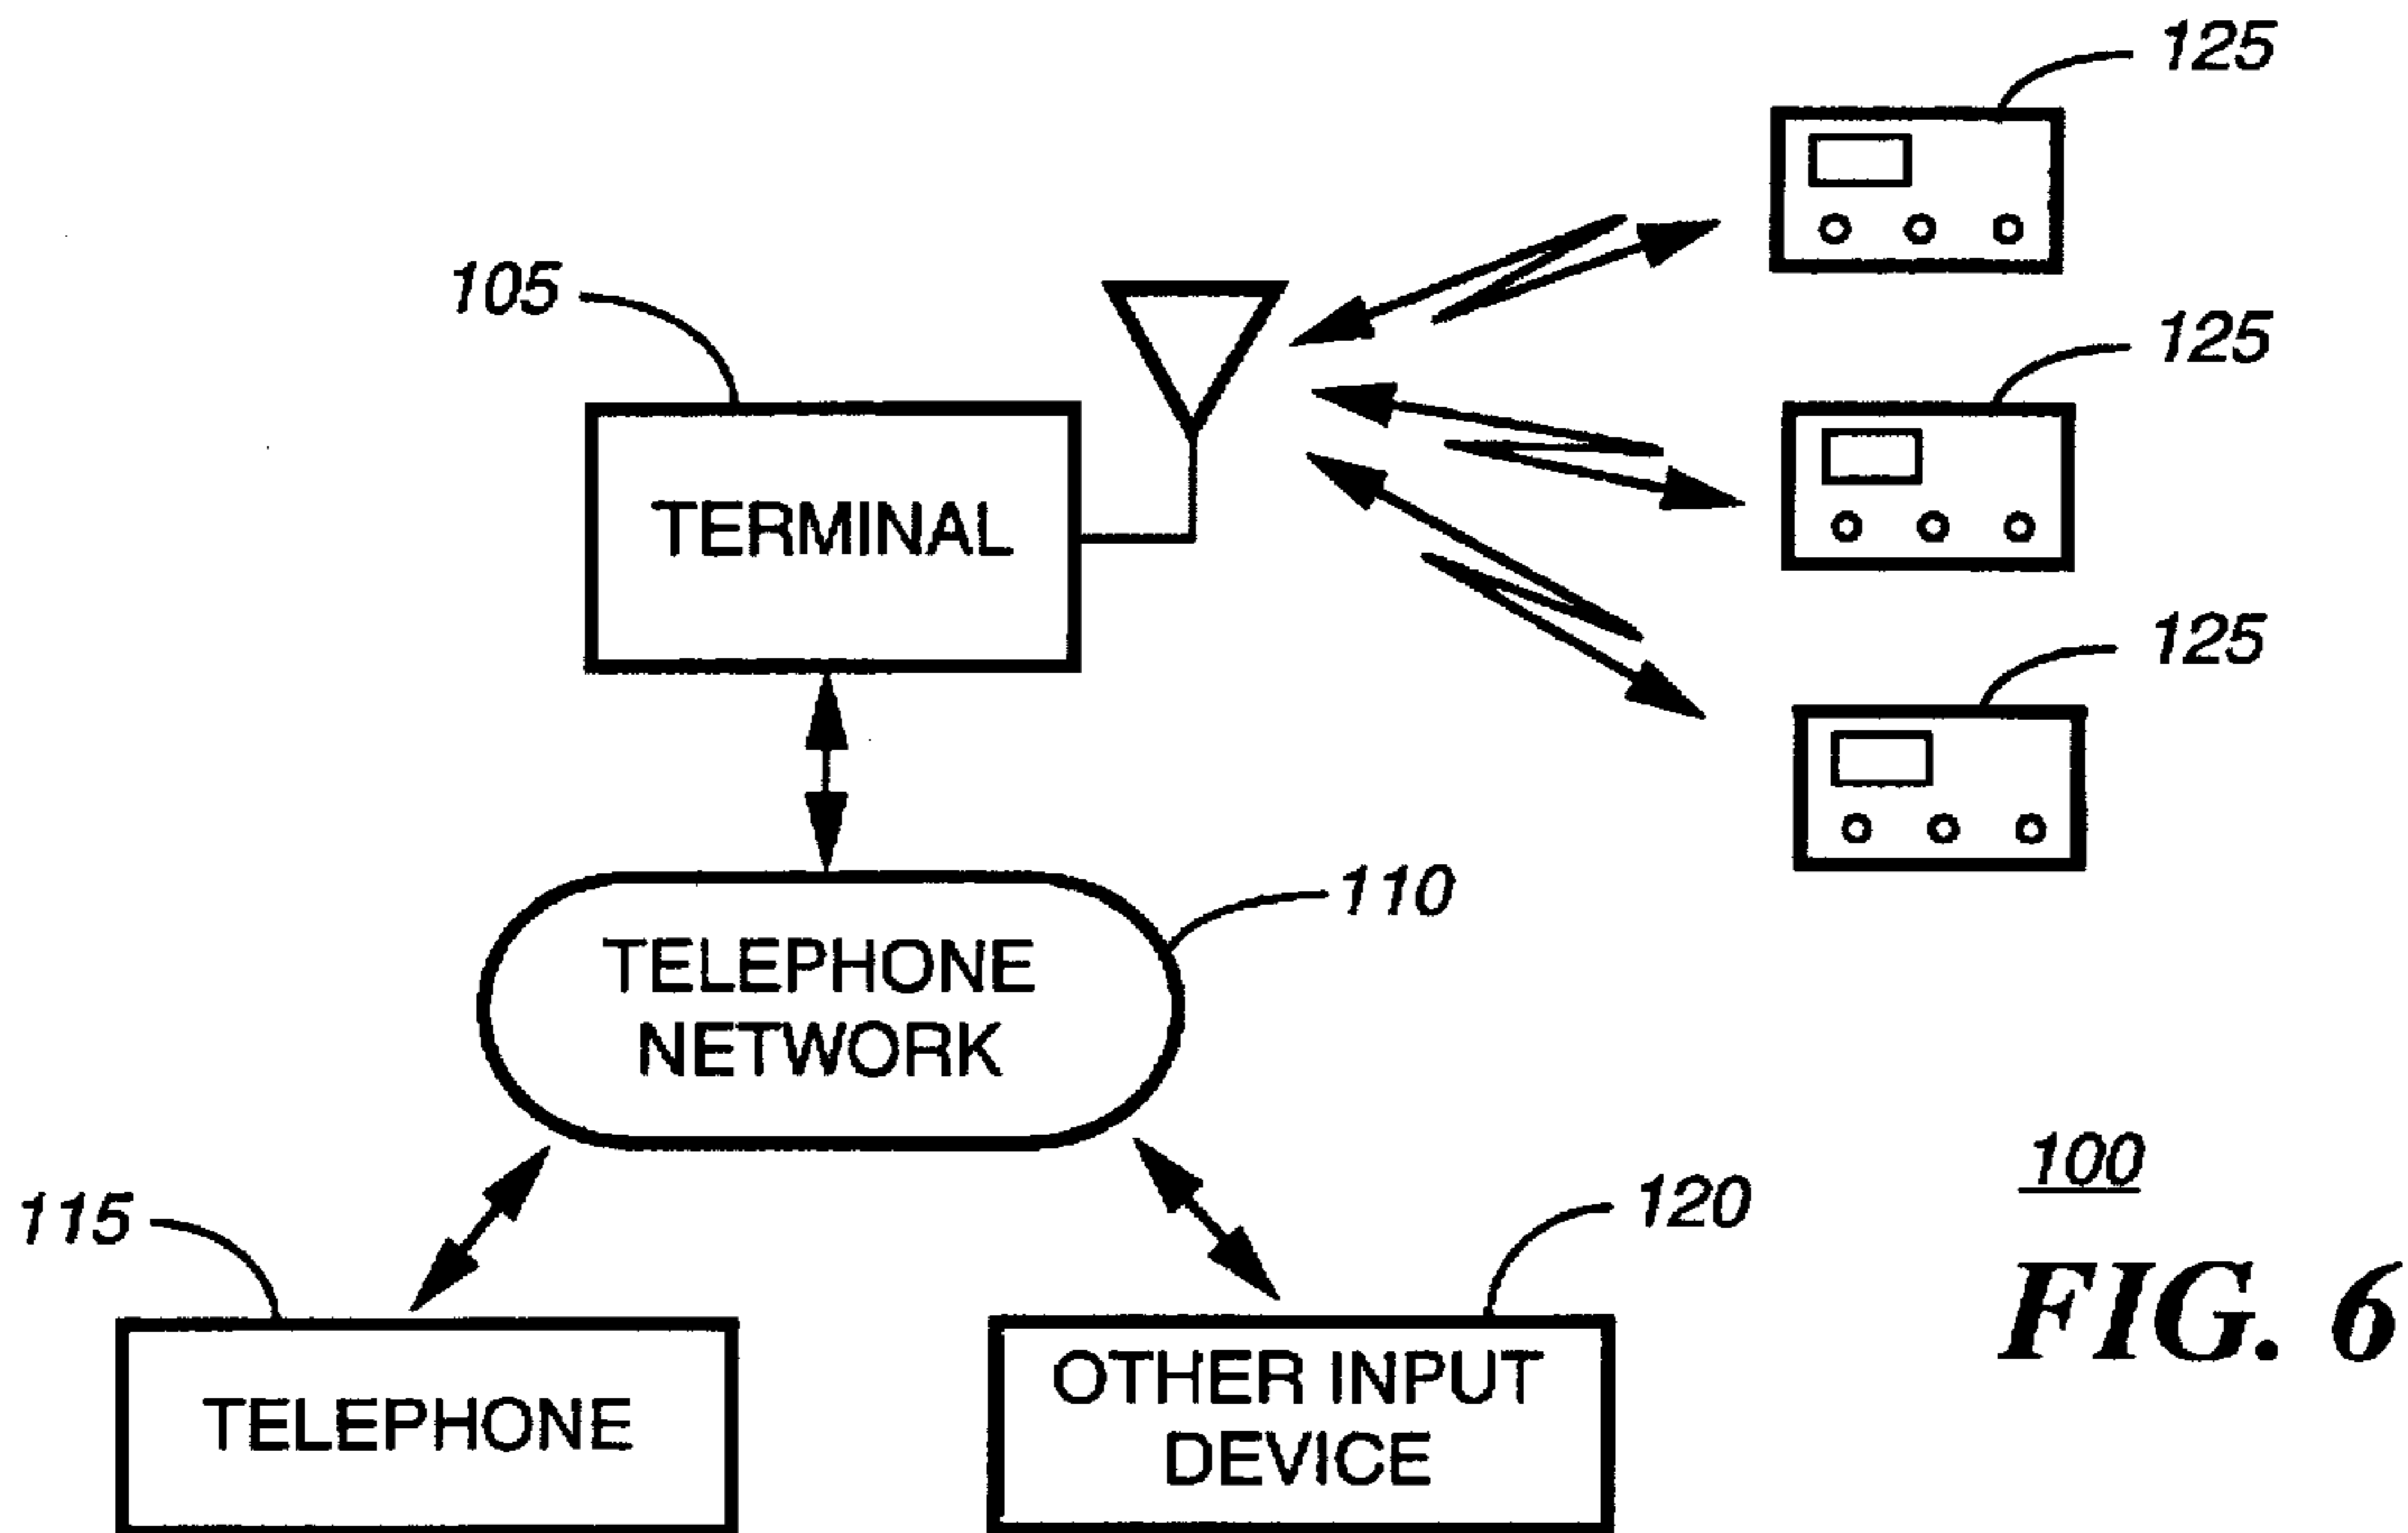 125
105
125
TERMINAL
125
110
TELEPHONE
NETWORK
100
115
120
FIG. 6
TELEPHONE
OTHER INPUT
DEVICE